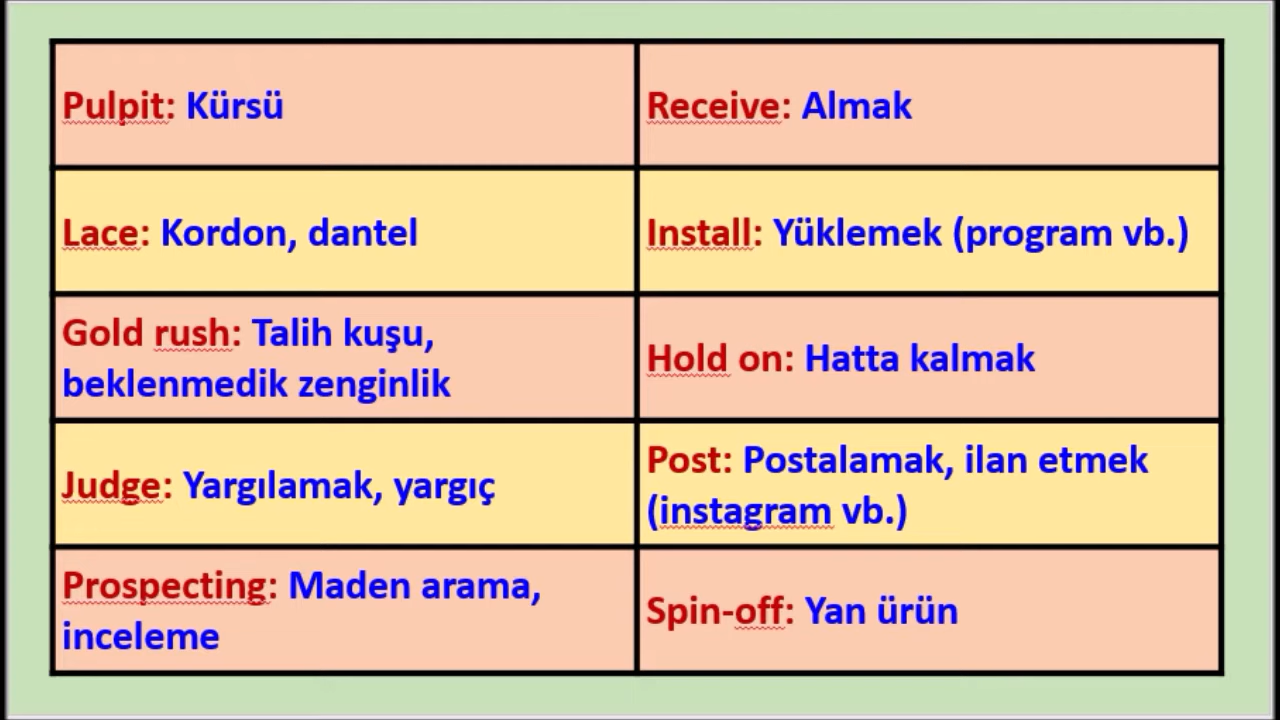 Pulpit: Kürsü
Receive: Almak
Lace: Kordon, dantel
Install: Yüklemek (program vb.)
Gold rush: Talih kuşu,
beklenmedik zenginlik
Hold on: Hatta kalmak
Judge: Yargılamak, yargıç
Post: Postalamak, ilan etmek
(instagram vb.)
Prospecting: Maden arama,
inceleme
Spin-off: Yan ürün